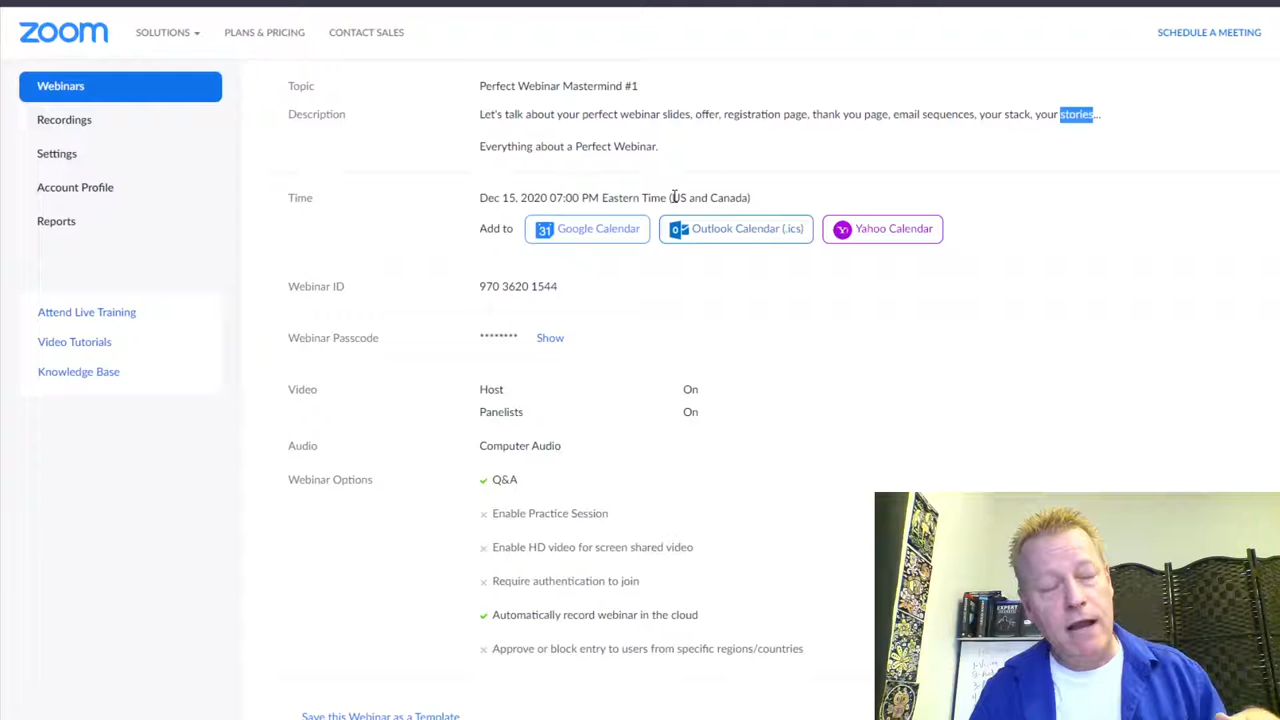 zoom SOLUTIONS PLANS & PRICING CONTACT SALES SCHEDULE A MEETING
Webinars
Recordings
Settings
Account Profile
Reports
Attend Live Training
Video Tutorials
Knowledge Base
Topic Perfect Webinar Mastermind #1
Description Let's talk about your perfect webinar slides, offer, registration page, thank you page, email sequences, your stack, your stories...
Everything about a Perfect Webinar.
Time Dec 15, 2020 07:00 PM Eastern Time (US and Canada)
Add to 31 Google Calendar Outlook Calendar (.ics) Yahoo Calendar
Webinar ID 970 3620 1544
Webinar Passcode ******** Show
Video Host On
Panelists On
Audio Computer Audio
Webinar Options Q&A
Enable Practice Session
Enable HD video for screen shared video
Require authentication to join
Automatically record webinar in the cloud
Approve or block entry to users from specific regions/countries
Save this Webinar as a Template
EXPERT